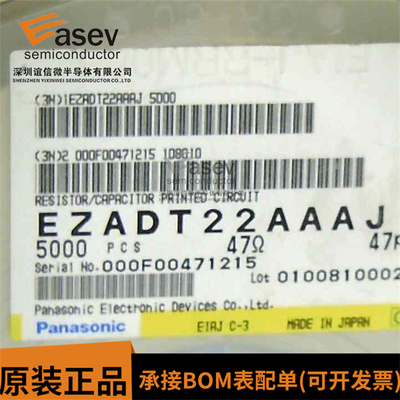 Easev
semiconductor
深圳谊信微半导体有限公司
SHENZHEN YIXINWEI SEMICONDUCTOR CO., LTD
(3N)1EZADT22AAAJ 5000
(3N)2 000F00471215 108G10
RESISTOR/CAPACITOR PRINTED CIRCUIT
EZADT22AAAJ
5000 PCS 47Ω 47P
Serial No. 000F00471215
Lot 0100810002
Panasonic Electronic Devices Co.,Ltd.
Panasonic EIAJ C-3 MADE IN JAPAN
原装正品 承接BOM表配单(可开发票)